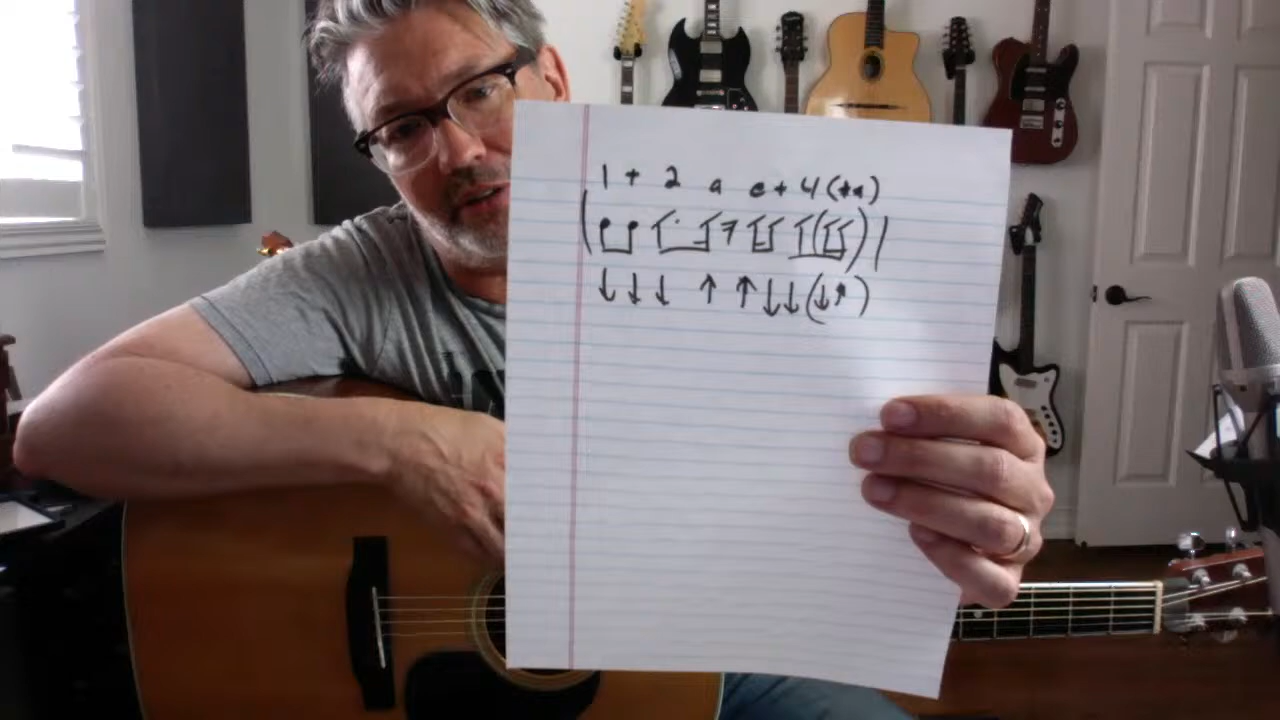 1 + 2 a e + 4 (+a)
↓ ↓ ↓ ↑ ↑ ↓ ↓ (↓ ↑)